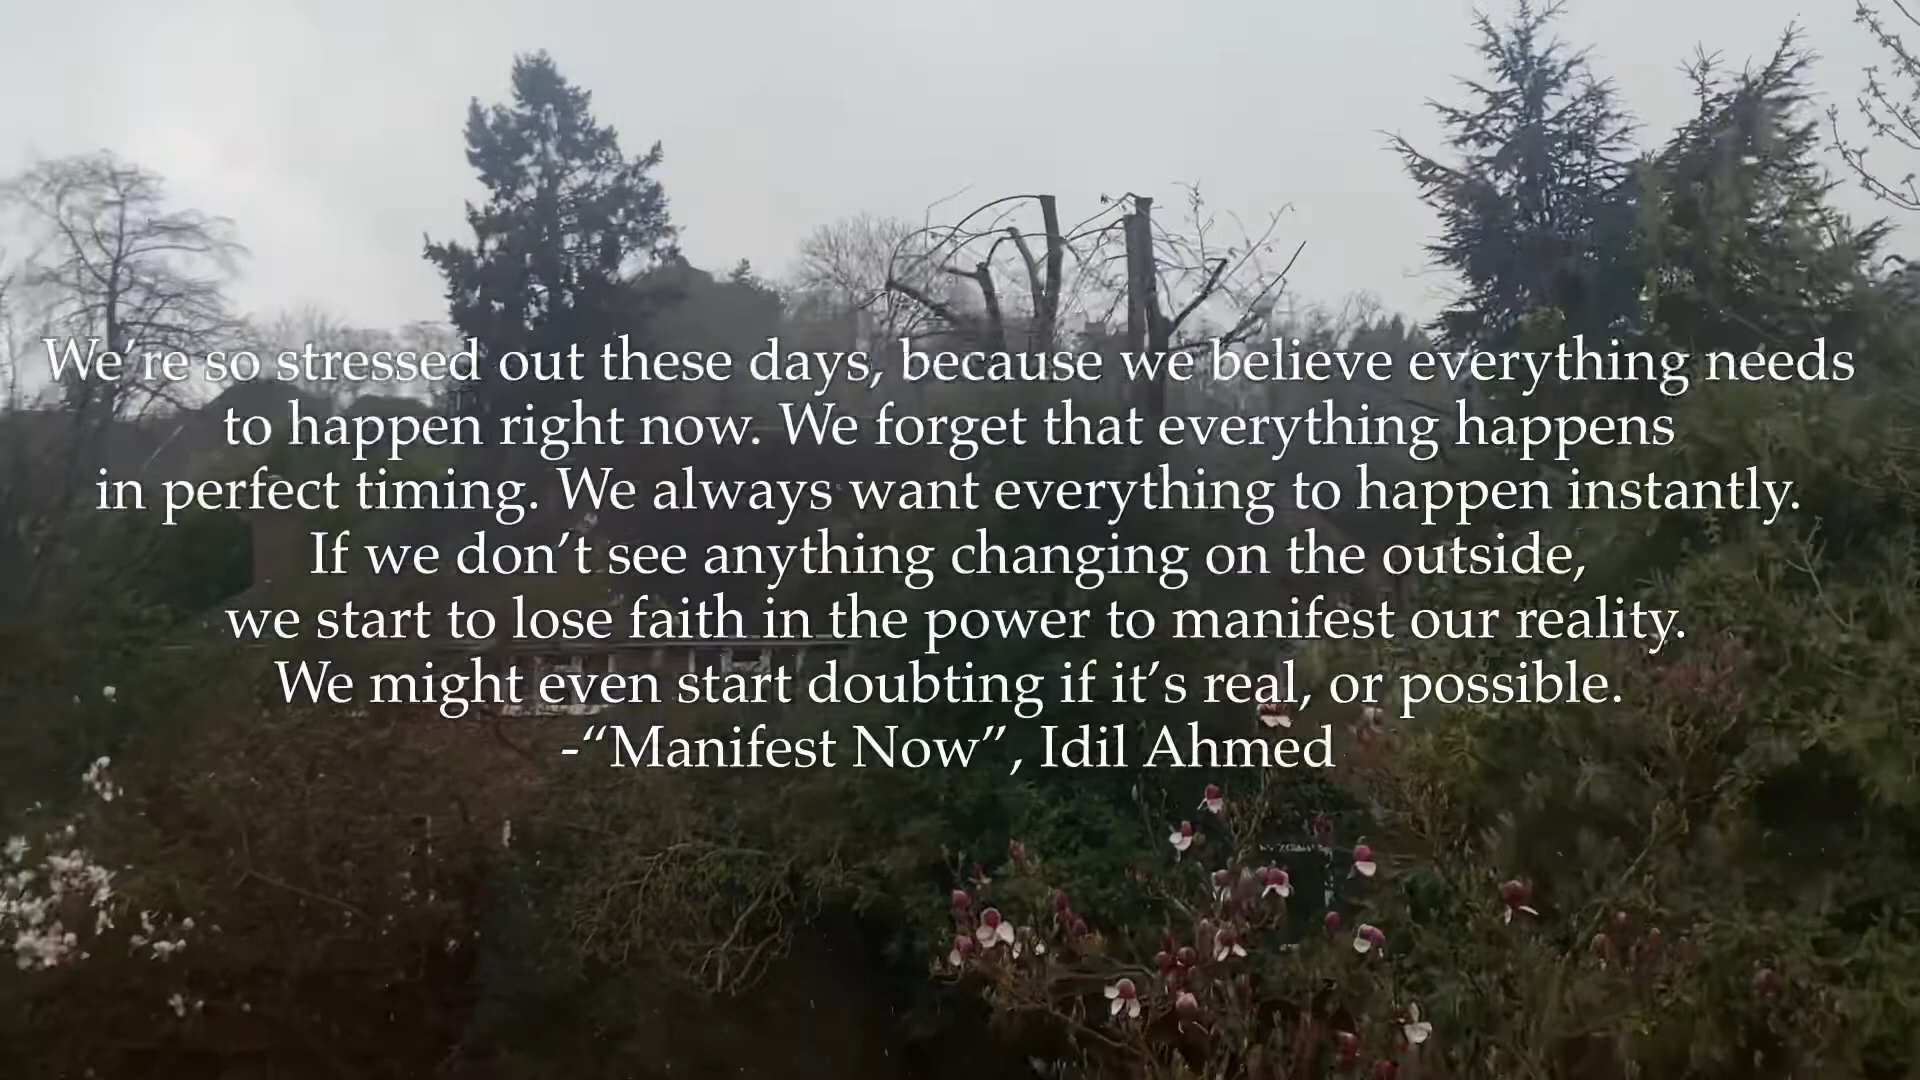 We're so stressed out these days, because we believe everything needs
to happen right now. We forget that everything happens
in perfect timing. We always want everything to happen instantly.
If we don't see anything changing on the outside,
we start to lose faith in the power to manifest our reality.
We might even start doubting if it's real, or possible.
-“Manifest Now”, Idil Ahmed